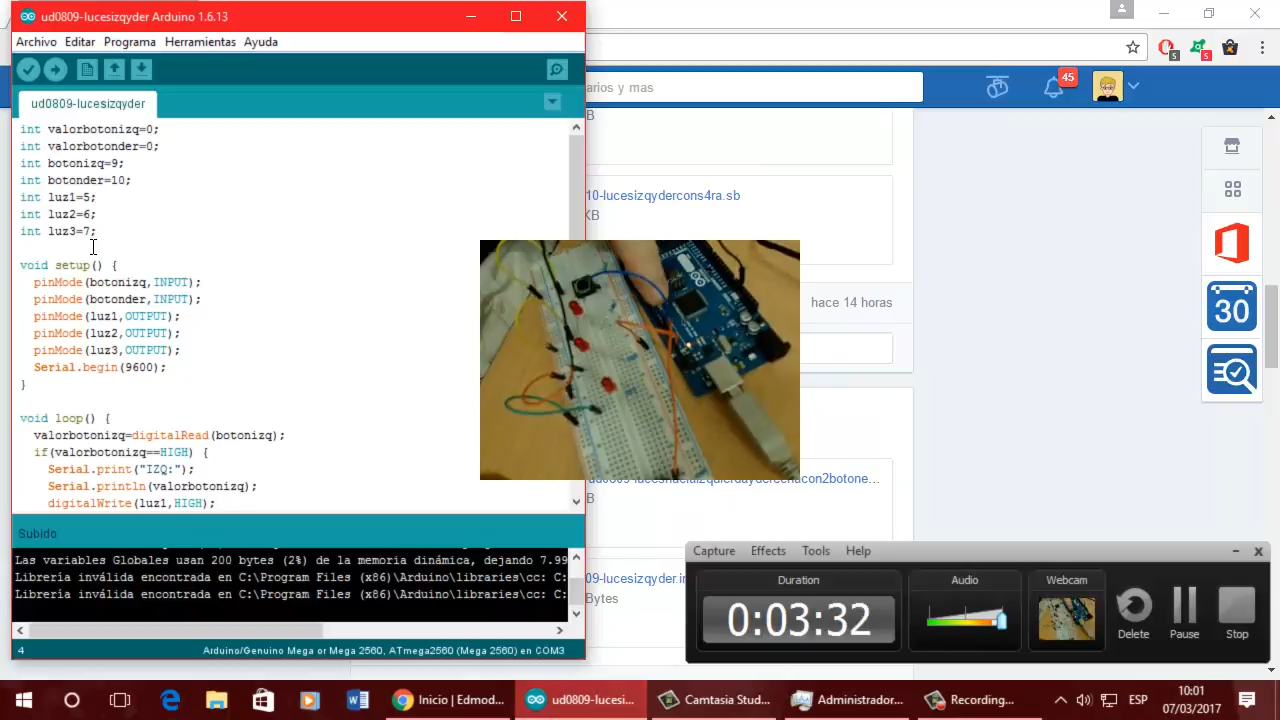 ud0809-lucesizqyder Arduino 1.6.13
Archivo Editar Programa Herramientas Ayuda
ud0809-lucesizqyder
int valorbotonizq=0;
int valorbotonder=0;
int botonizq=9;
int botonder=10;
int luz1=5;
int luz2=6;
int luz3=7;
void setup() {
pinMode(botonizq,INPUT);
pinMode(botonder,INPUT);
pinMode(luz1,OUTPUT);
pinMode(luz2,OUTPUT);
pinMode(luz3,OUTPUT);
Serial.begin(9600);
}
void loop() {
valorbotonizq=digitalRead(botonizq);
if(valorbotonizq==HIGH) {
Serial.print("IZQ:");
Serial.println(valorbotonizq);
digitalWrite(luz1,HIGH);
Subido
Las variables Globales usan 200 bytes (2%) de la memoria dinámica, dejando 7.99
Librería inválida encontrada en C:\Program Files (x86)\Arduino\libraries\cc: C:
Librería inválida encontrada en C:\Program Files (x86)\Arduino\libraries\cc: C:
4 Arduino/Genuino Mega or Mega 2560, ATmega2560 (Mega 2560) en COM3
5 5
arios y mas
45
B
10-lucesizqydercons4ra.sb
KB
hace 14 horas
30
B
09-lucesizqyder.in
Bytes
Capture Effects Tools Help
Duration
0:03:32
Audio
Webcam
Delete Pause Stop
Inicio | Edmod...
ud0809-lucesi...
Camtasia Stud...
Administrador...
Recording...
ESP
10:01
07/03/2017